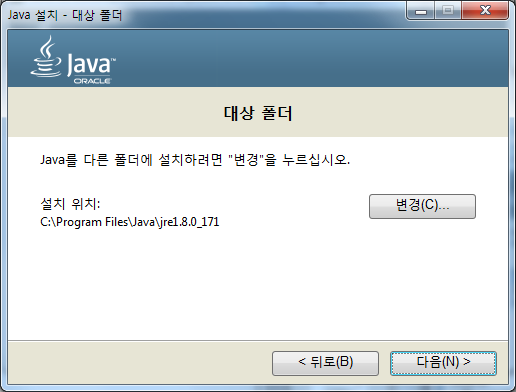 Java 설치 - 대상 폴더
Java™
ORACLE
대상 폴더
Java를 다른 폴더에 설치하려면 "변경"을 누르십시오.
설치 위치:
C:\Program Files\Java\jre1.8.0_171
변경(C)...
< 뒤로(B)
다음(N) >